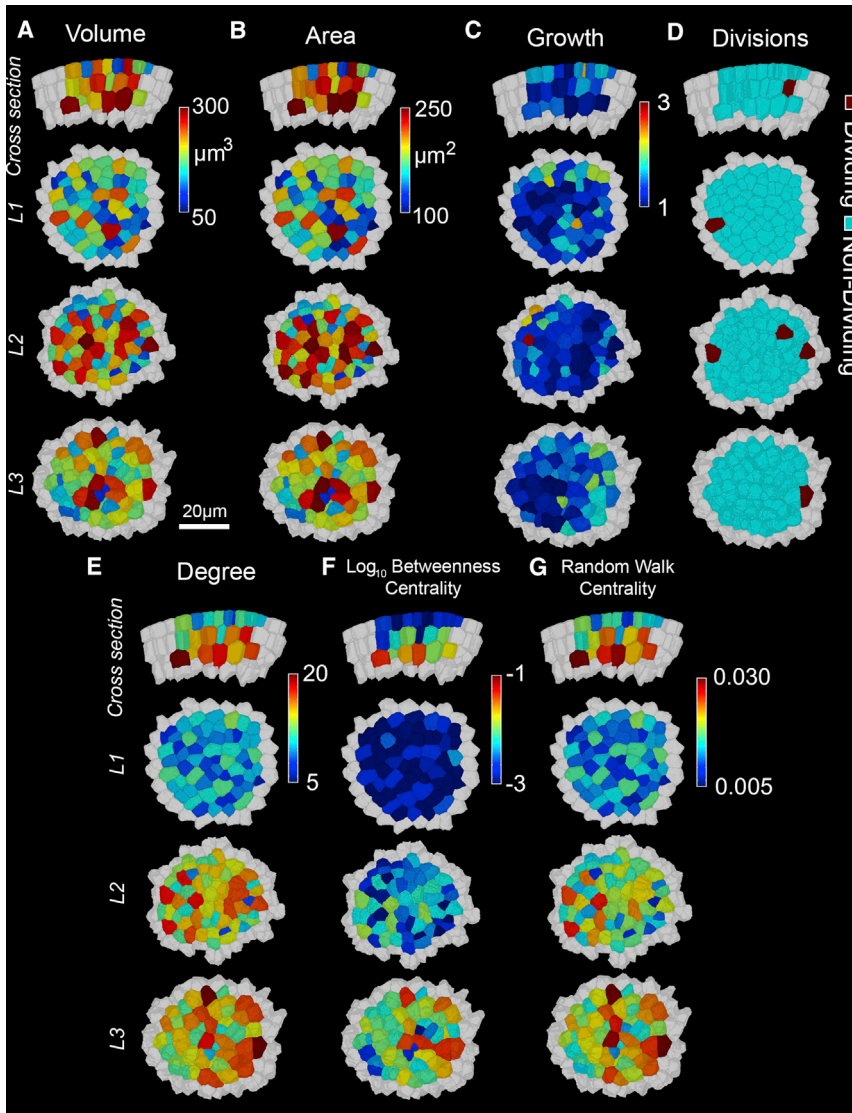 A Volume
B Area
C Growth
D Divisions
Cross section
300
µm³
50
250
µm²
100
3
1
Dividing
Non-Dividing
L1
L2
L3
20µm
E Degree
F Log₁₀ Betweenness
Centrality
G Random Walk
Centrality
Cross section
20
5
-1
-3
0.030
0.005
L1
L2
L3